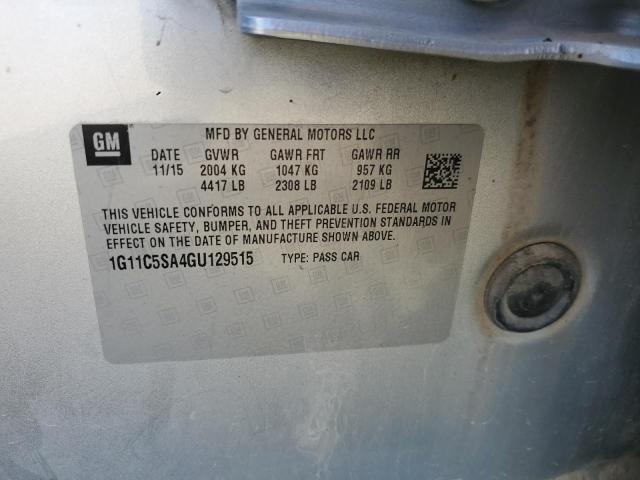 GM
MFD BY GENERAL MOTORS LLC
DATE GVWR GAWR FRT GAWR RR
11/15 2004 KG 1047 KG 957 KG
4417 LB 2308 LB 2109 LB
THIS VEHICLE CONFORMS TO ALL APPLICABLE U.S. FEDERAL MOTOR
VEHICLE SAFETY, BUMPER, AND THEFT PREVENTION STANDARDS IN
EFFECT ON THE DATE OF MANUFACTURE SHOWN ABOVE.
1G11C5SA4GU129515 TYPE: PASS CAR